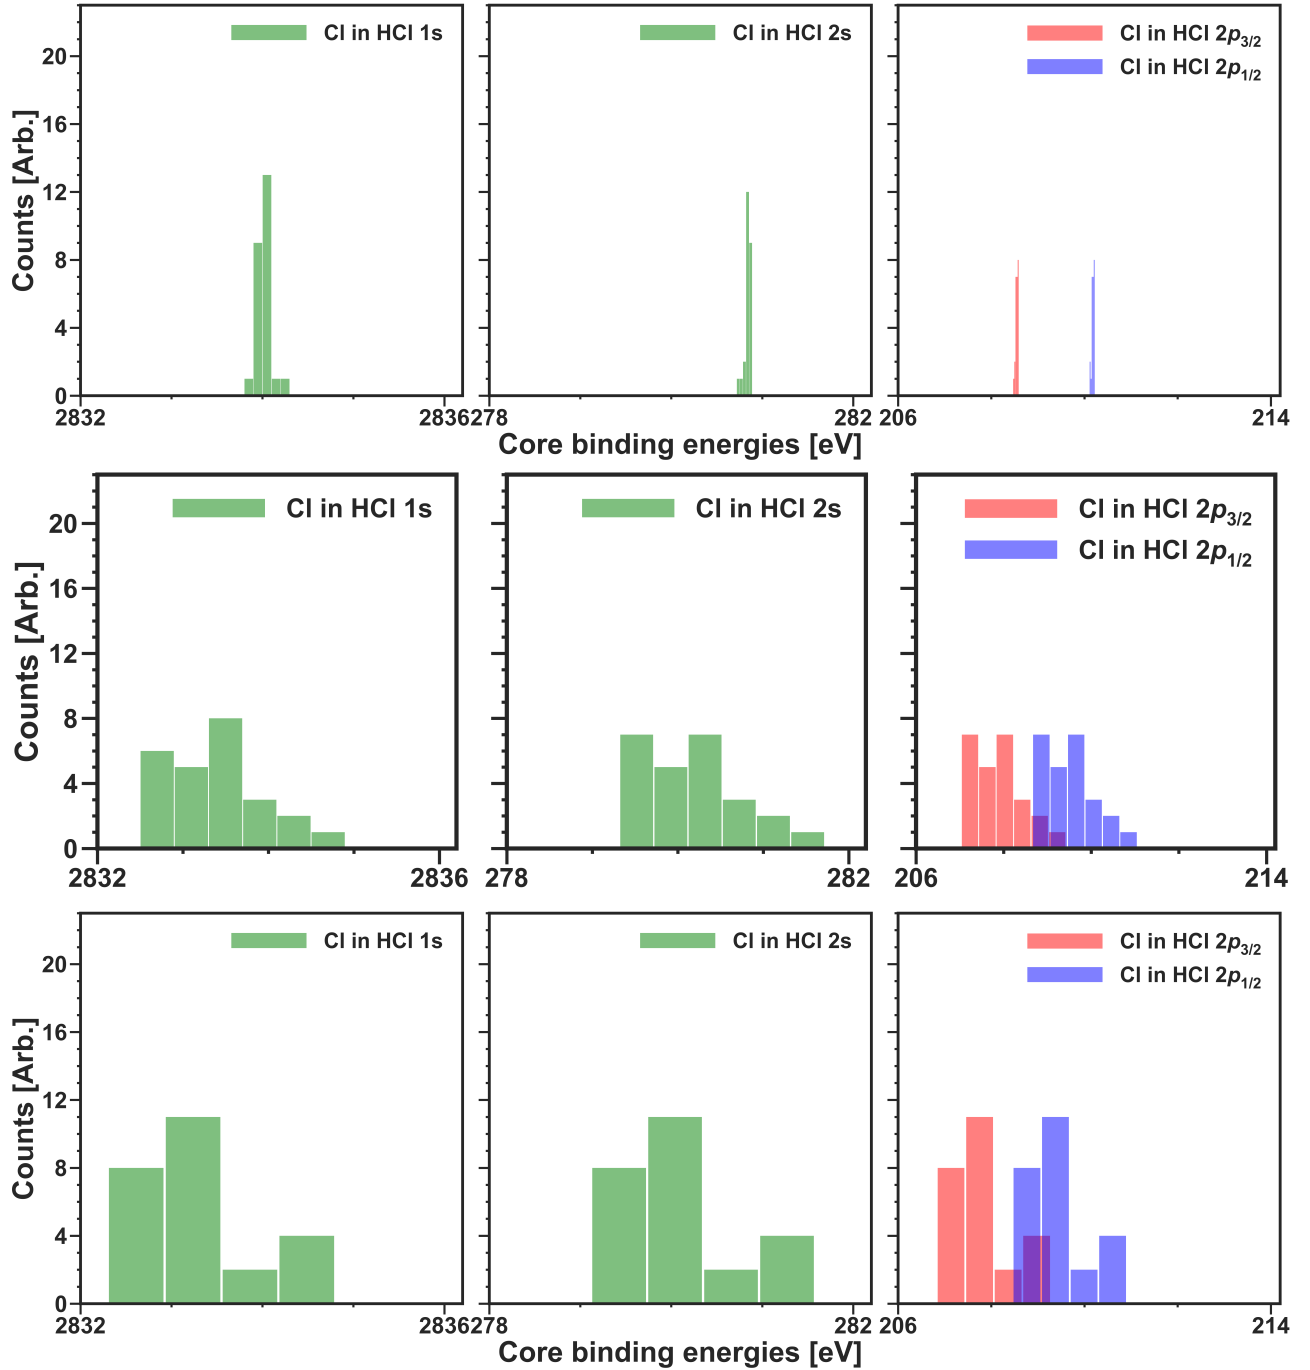 Cl in HCl 1s
Cl in HCl 2s
Cl in HCl 2p3/2
Cl in HCl 2p1/2
Counts [Arb.]
20
16
12
8
4
0
2832
2836
278
282
206
214
Core binding energies [eV]
Cl in HCl 1s
Cl in HCl 2s
Cl in HCl 2p3/2
Cl in HCl 2p1/2
Counts [Arb.]
20
16
12
8
4
0
2832
2836
278
282
206
214
Cl in HCl 1s
Cl in HCl 2s
Cl in HCl 2p3/2
Cl in HCl 2p1/2
Counts [Arb.]
20
16
12
8
4
0
2832
2836
278
282
206
214
Core binding energies [eV]